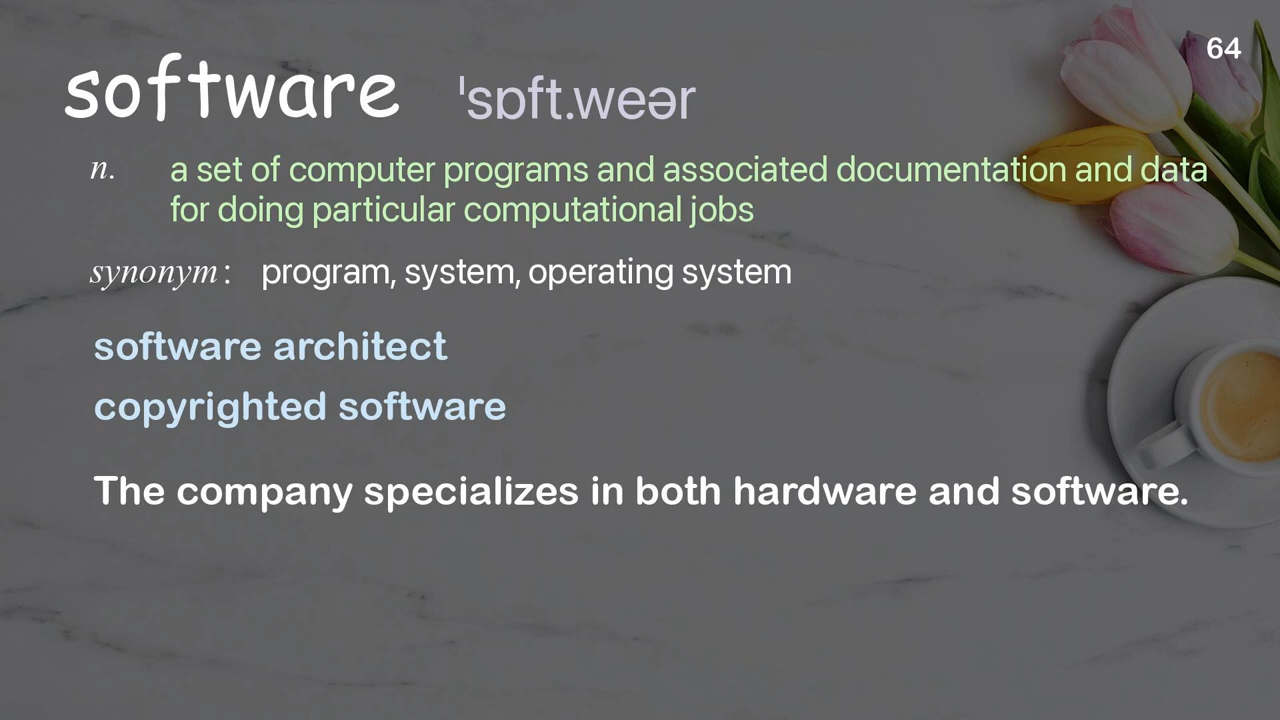 64
software ˈsɒft.weər
n. a set of computer programs and associated documentation and data
for doing particular computational jobs
synonym: program, system, operating system
software architect
copyrighted software
The company specializes in both hardware and software.